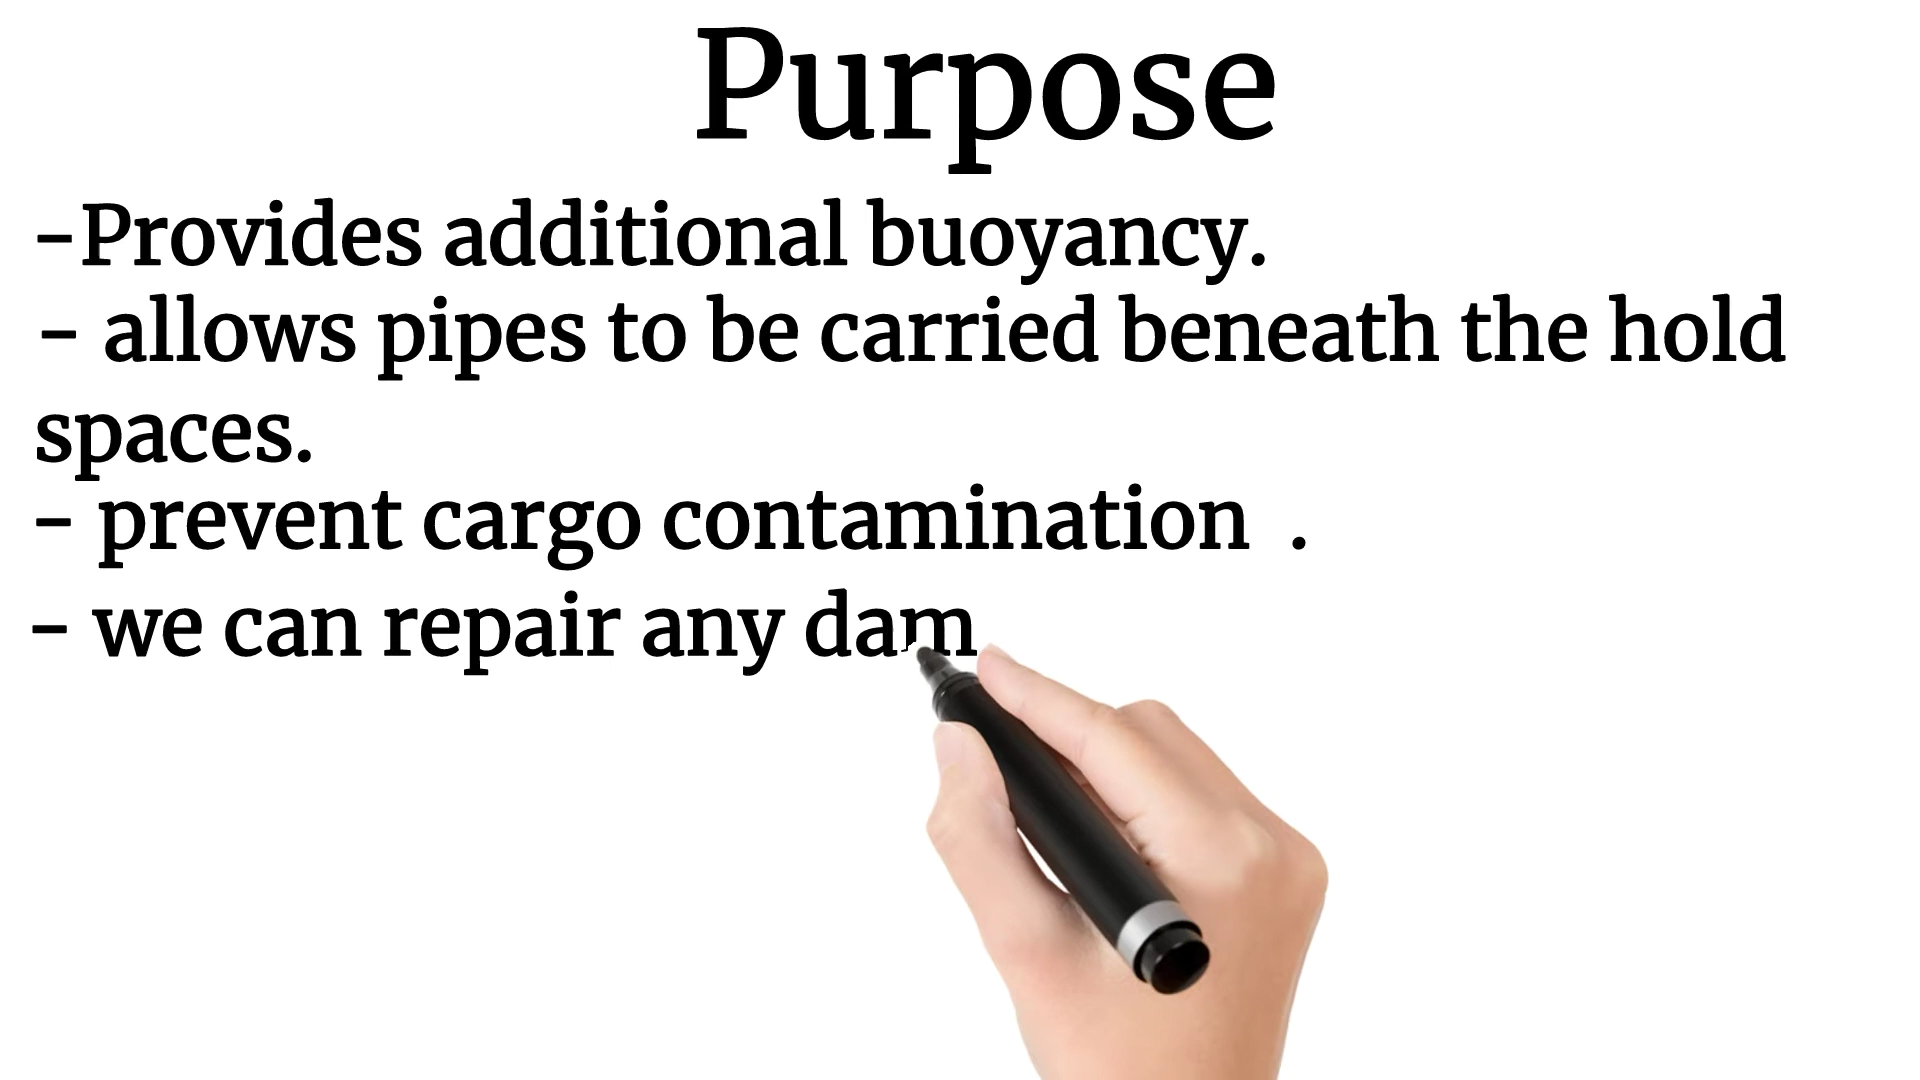 Purpose
-Provides additional buoyancy.
- allows pipes to be carried beneath the hold
spaces.
- prevent cargo contamination  .
- we can repair any dam